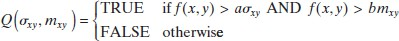 Q(σxy, mxy) = { TRUE if f(x, y) > aσxy AND f(x, y) > bmxy
FALSE otherwise